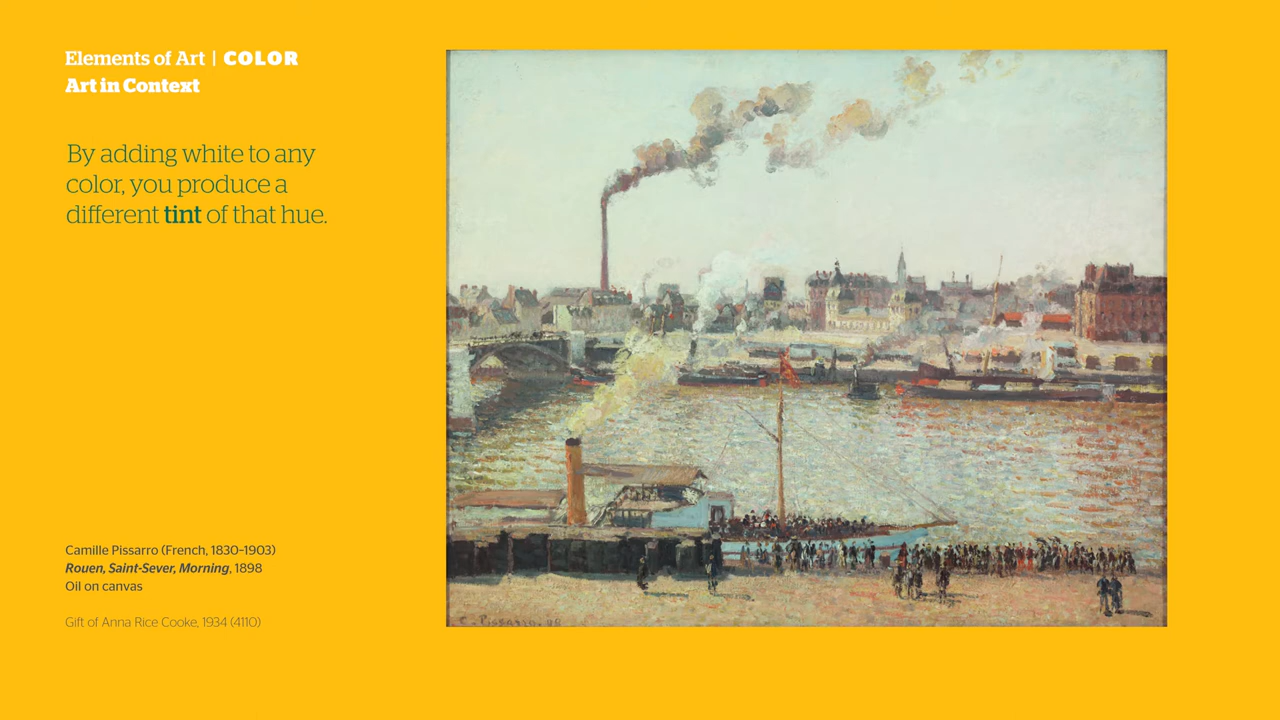 Elements of Art | COLOR
Art in Context
By adding white to any
color, you produce a
different tint of that hue.
Camille Pissarro (French, 1830–1903)
Rouen, Saint-Sever, Morning, 1898
Oil on canvas
Gift of Anna Rice Cooke, 1934 (4110)
C. Pissarro. 98